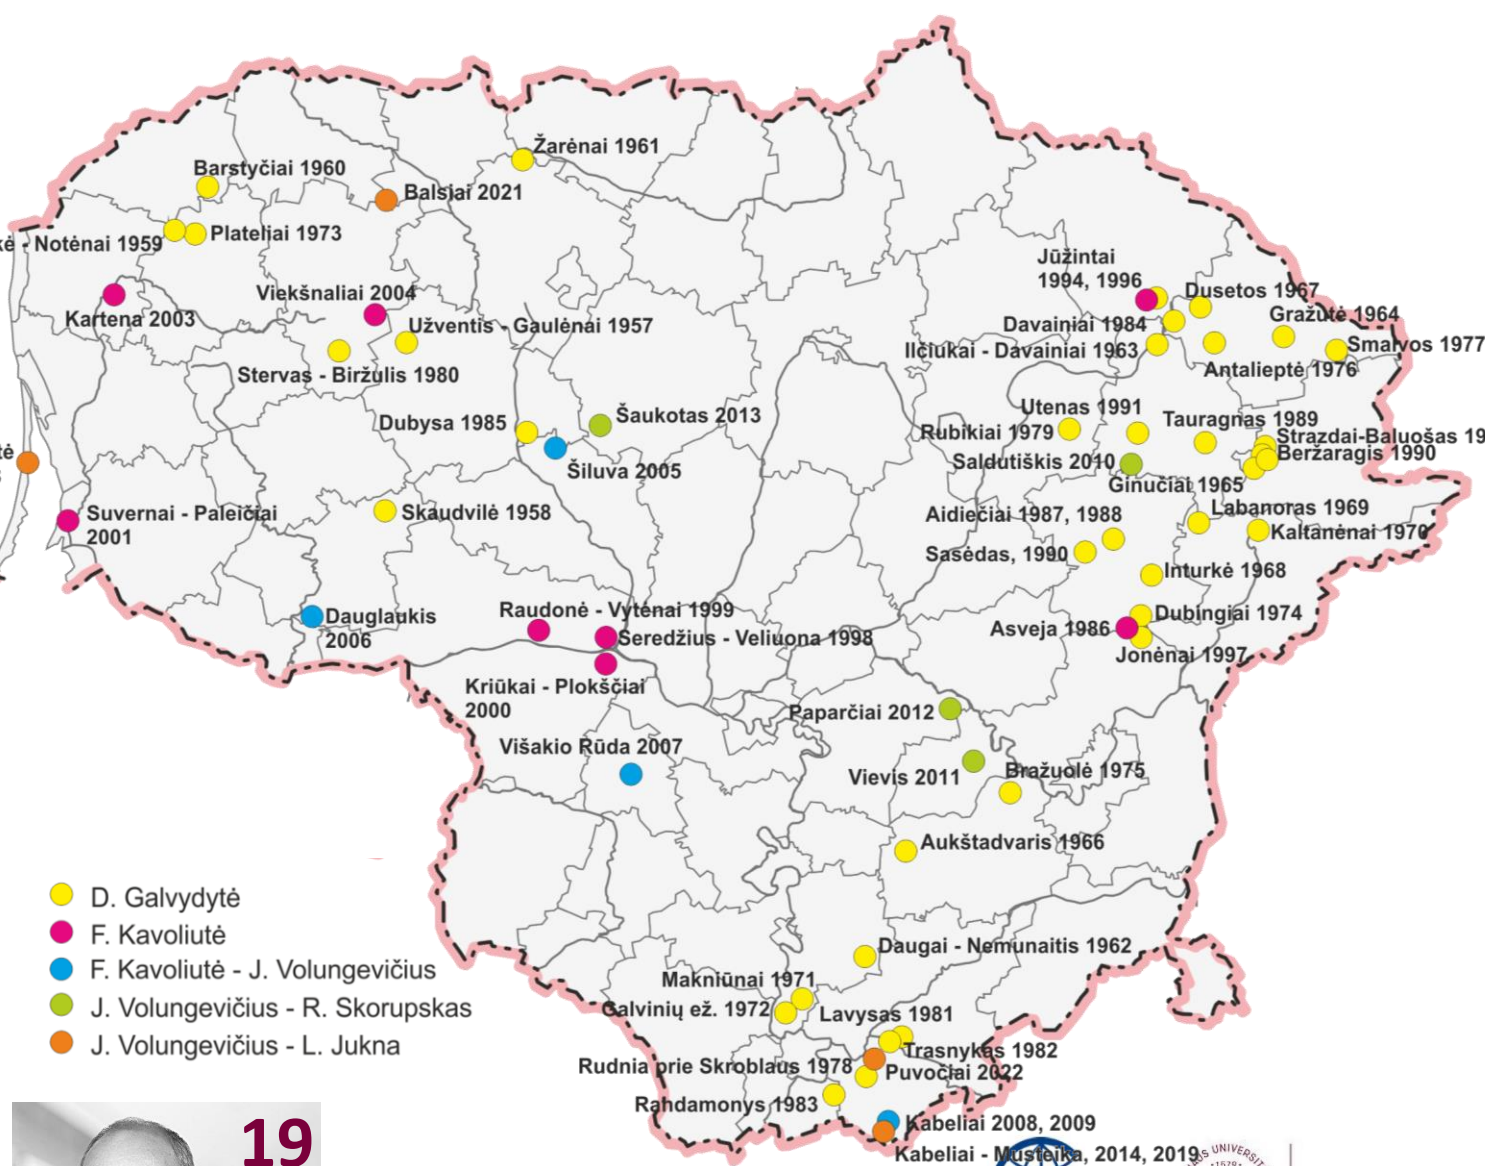 Žarėnai 1961
Barstyčiai 1960
Balsiai 2021
Notėnai 1959
Plateliai 1973
Jūžintai
1994, 1996
Kartena 2003
Viekšnaliai 2004
Dusetos 1967
Gražutė 1964
Davainiai 1984
Užventis - Gaulėnai 1957
Ilčiukai - Davainiai 1963
Smalvos 1977
Stervas - Biržulis 1980
Antalieptė 1976
Dubysa 1985
Šaukotas 2013
Utenas 1991
Tauragnas 1989
Rubikiai 1979
Strazdai-Baluošas 19
Beržaragis 1990
Šiluva 2005
Saldutiškis 2010
Ginučiai 1965
Suvernai - Paleičiai
2001
Skaudvilė 1958
Labanoras 1969
Aidiečiai 1987, 1988
Kaltanėnai 1970
Sasėdas, 1990
Inturkė 1968
Dauglaukis
2006
Raudonė - Vytėnai 1999
Seredžius - Veliuona 1998
Dubingiai 1974
Asveja 1986
Jonėnai 1997
Kriūkai - Plokščiai
2000
Paparčiai 2012
Višakio Rūda 2007
Vievis 2011
Bražuolė 1975
Aukštadvaris 1966
D. Galvydytė
F. Kavoliutė
F. Kavoliutė - J. Volungevičius
J. Volungevičius - R. Skorupskas
J. Volungevičius - L. Jukna
Daugai - Nemunaitis 1962
Makniūnai 1971
Galvinių ež. 1972
Lavysas 1981
Trasnykas 1982
Rudnia prie Skroblaus 1978
Puvočiai 2022
Randamonys 1983
Kabeliai 2008, 2009
Kabeliai - Musteika, 2014, 2019
19